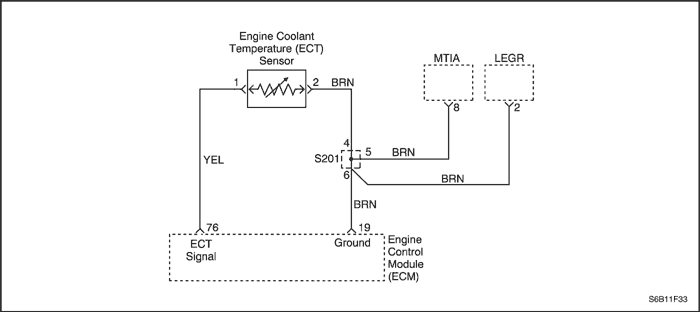 Engine Coolant
Temperature (ECT)
Sensor
MTIA
LEGR
1
2
BRN
8
2
4
5
S201
BRN
YEL
6
BRN
BRN
76
19
ECT
Signal
Ground
Engine
Control
Module
(ECM)
S6B11F33